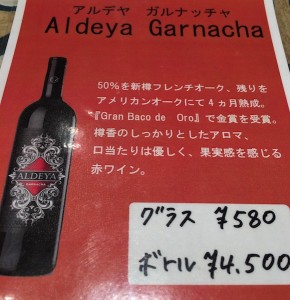 アルデヤ ガルナッチャ
Aldeya Garnacha
50％を新樽フレンチオーク、残りを
アメリカンオークにて4ヵ月熟成。
『Gran Baco de Oro』で金賞を受賞。
樽香のしっかりとしたアロマ、
口当たりは優しく、果実感を感じる
赤ワイン。
ALDEYA
GARNACHA
グラス ¥580
ボトル ¥4.500